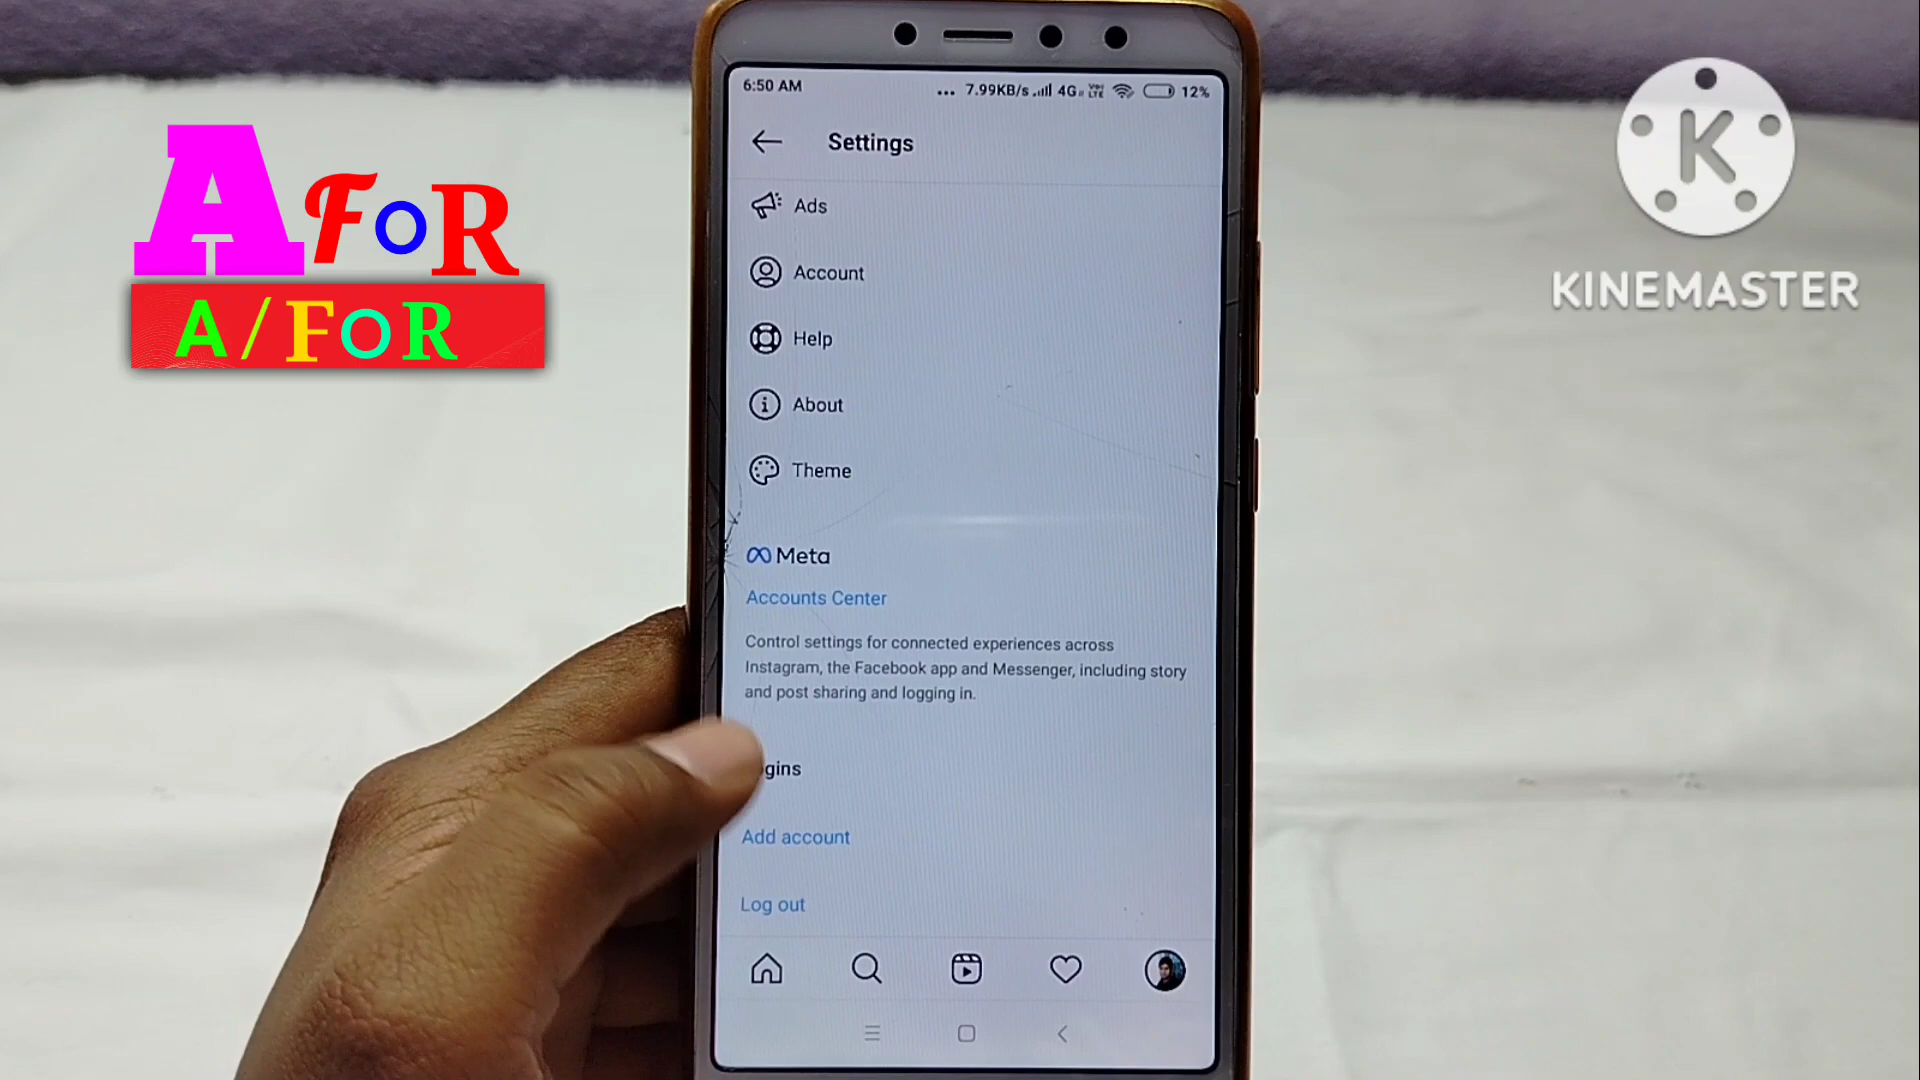 6:50 AM
... 7.99KB/s 4G VoLTE 12%
Settings
Ads
Account
Help
About
Theme
Meta
Accounts Center
Control settings for connected experiences across
Instagram, the Facebook app and Messenger, including story
and post sharing and logging in.
gins
Add account
Log out
A FoR
A/FoR
K
KINEMASTER